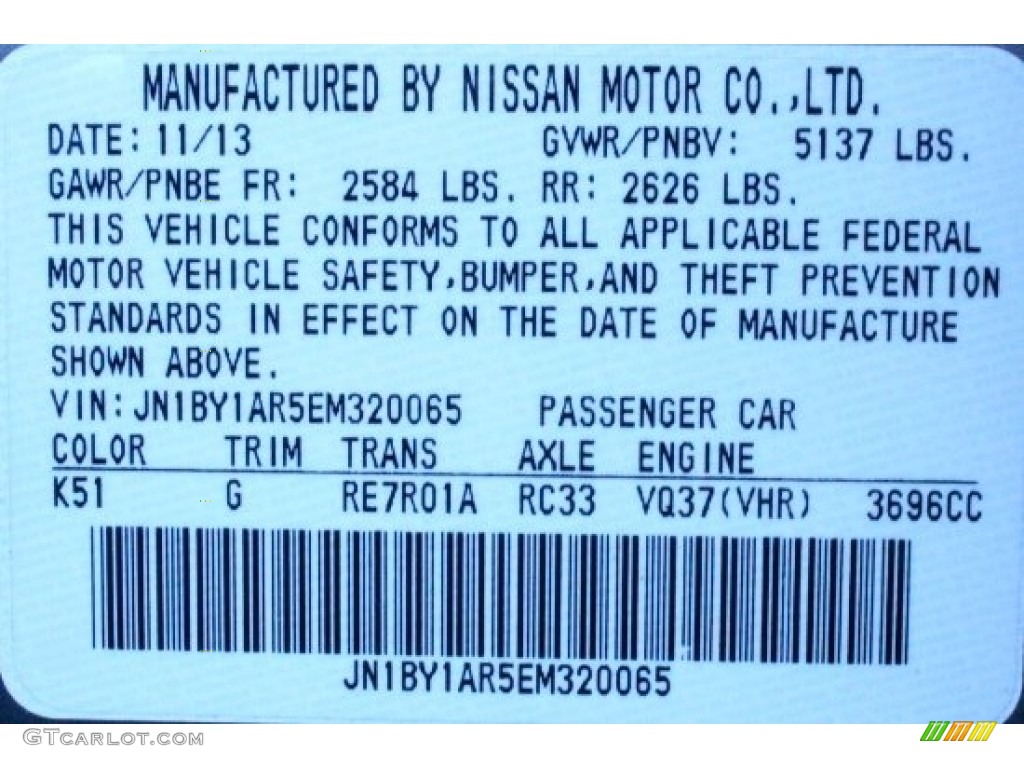 MANUFACTURED BY NISSAN MOTOR CO.,LTD.
DATE: 11/13 GVWR/PNBV: 5137 LBS.
GAWR/PNBE FR: 2584 LBS. RR: 2626 LBS.
THIS VEHICLE CONFORMS TO ALL APPLICABLE FEDERAL
MOTOR VEHICLE SAFETY,BUMPER,AND THEFT PREVENTION
STANDARDS IN EFFECT ON THE DATE OF MANUFACTURE
SHOWN ABOVE.
VIN: JN1BY1AR5EM320065 PASSENGER CAR
COLOR TRIM TRANS AXLE ENGINE
K51 G RE7R01A RC33 VQ37(VHR) 3696CC
JN1BY1AR5EM320065
GTCARLOT.COM